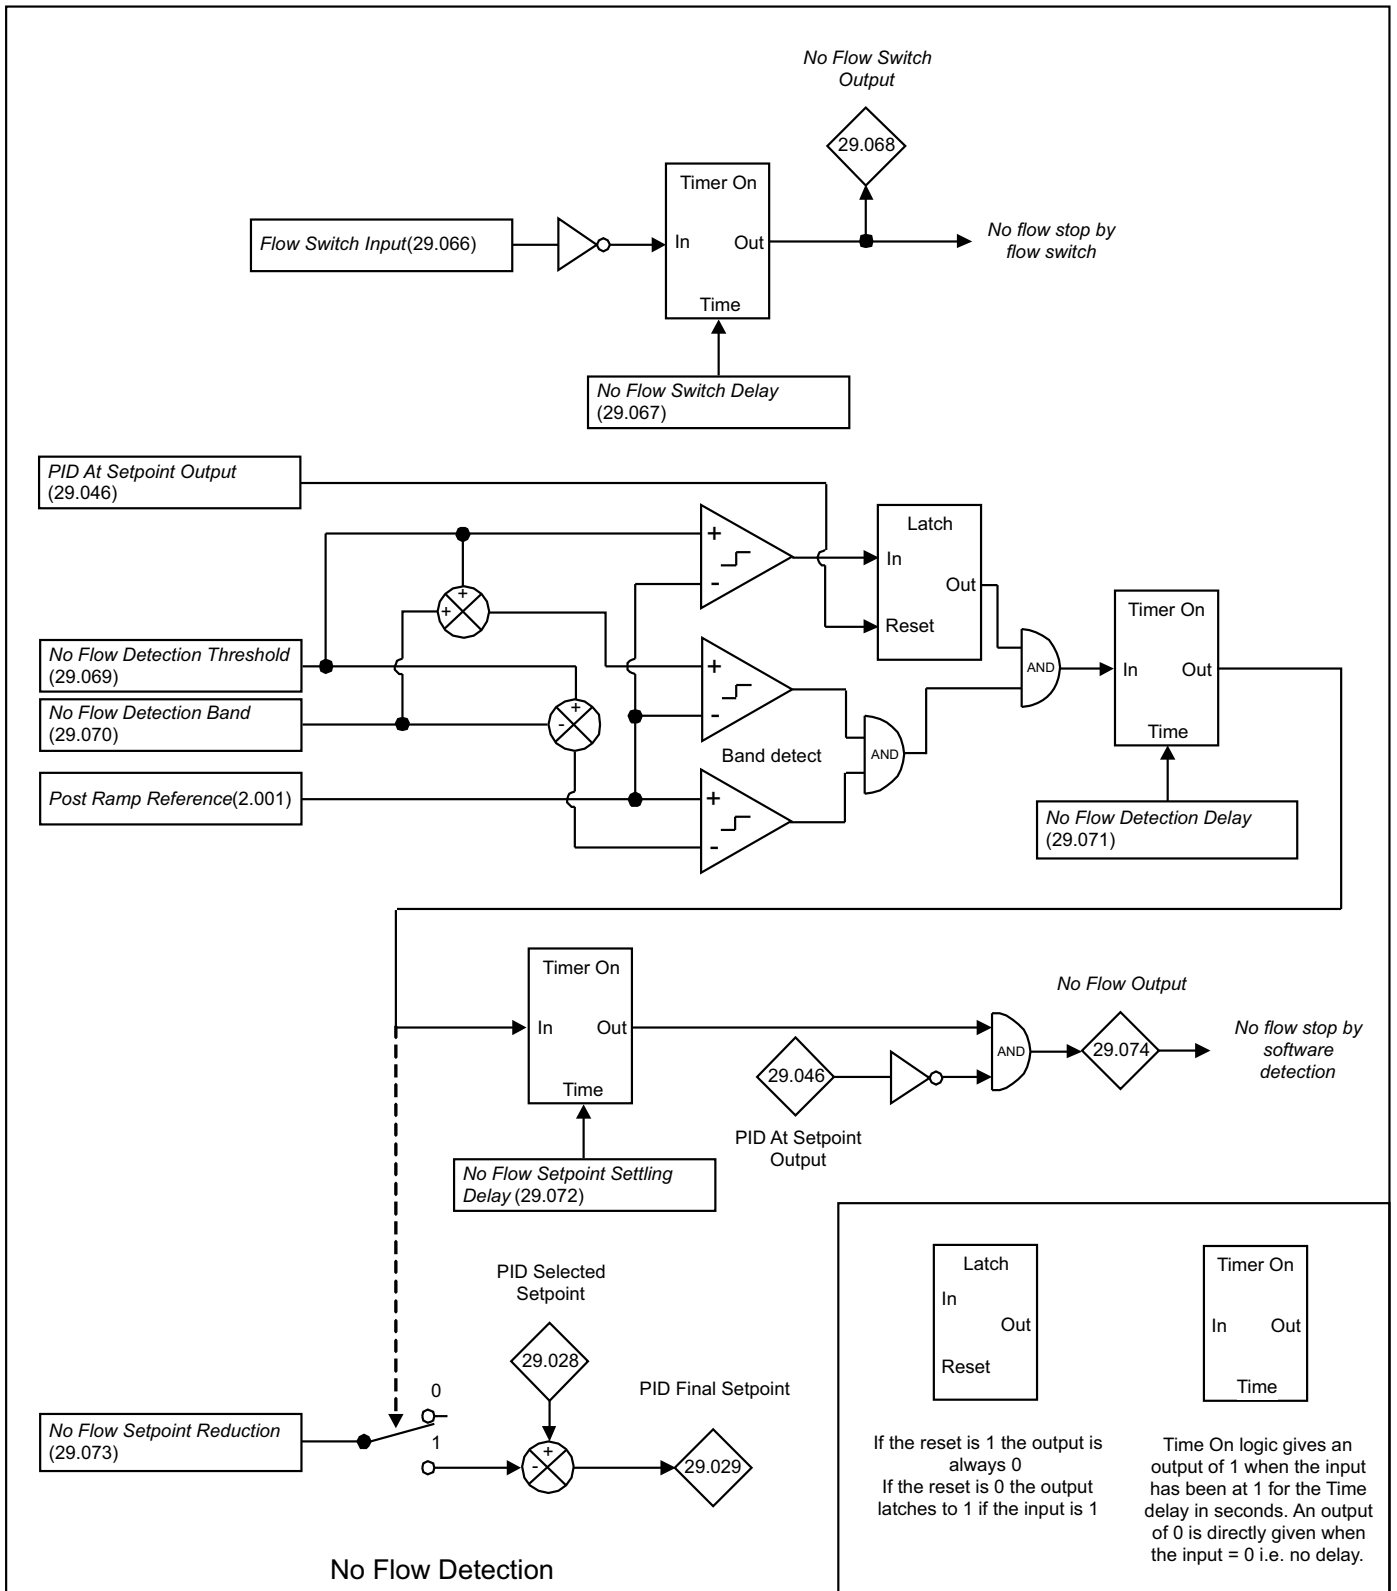 No Flow Switch
Output
29.068
Timer On
Flow Switch Input(29.066)
In
Out
Time
No flow stop by
flow switch
No Flow Switch Delay
(29.067)
PID At Setpoint Output
(29.046)
+
-
Latch
In
Out
Reset
+
+
No Flow Detection Threshold
(29.069)
No Flow Detection Band
(29.070)
+
-
+
-
Band detect
AND
AND
Timer On
In
Out
Time
Post Ramp Reference(2.001)
+
-
No Flow Detection Delay
(29.071)
Timer On
In
Out
Time
No Flow Output
AND
29.074
No flow stop by
software
detection
29.046
PID At Setpoint
Output
No Flow Setpoint Settling
Delay (29.072)
PID Selected
Setpoint
29.028
PID Final Setpoint
0
1
No Flow Setpoint Reduction
(29.073)
+
-
29.029
Latch
In
Out
Reset
If the reset is 1 the output is
always 0
If the reset is 0 the output
latches to 1 if the input is 1
Timer On
In
Out
Time
Time On logic gives an
output of 1 when the input
has been at 1 for the Time
delay in seconds. An output
of 0 is directly given when
the input = 0 i.e. no delay.
No Flow Detection